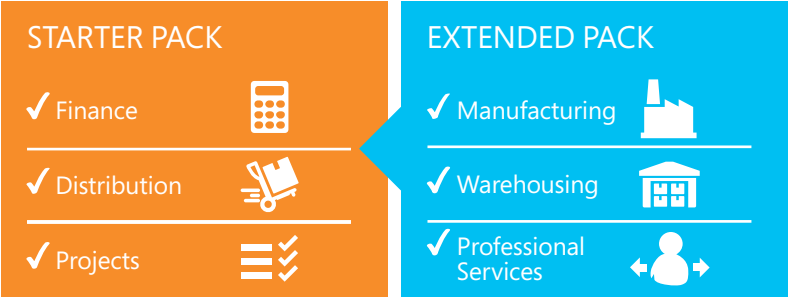 STARTER PACK
Finance
Distribution
Projects
EXTENDED PACK
Manufacturing
Warehousing
Professional
Services